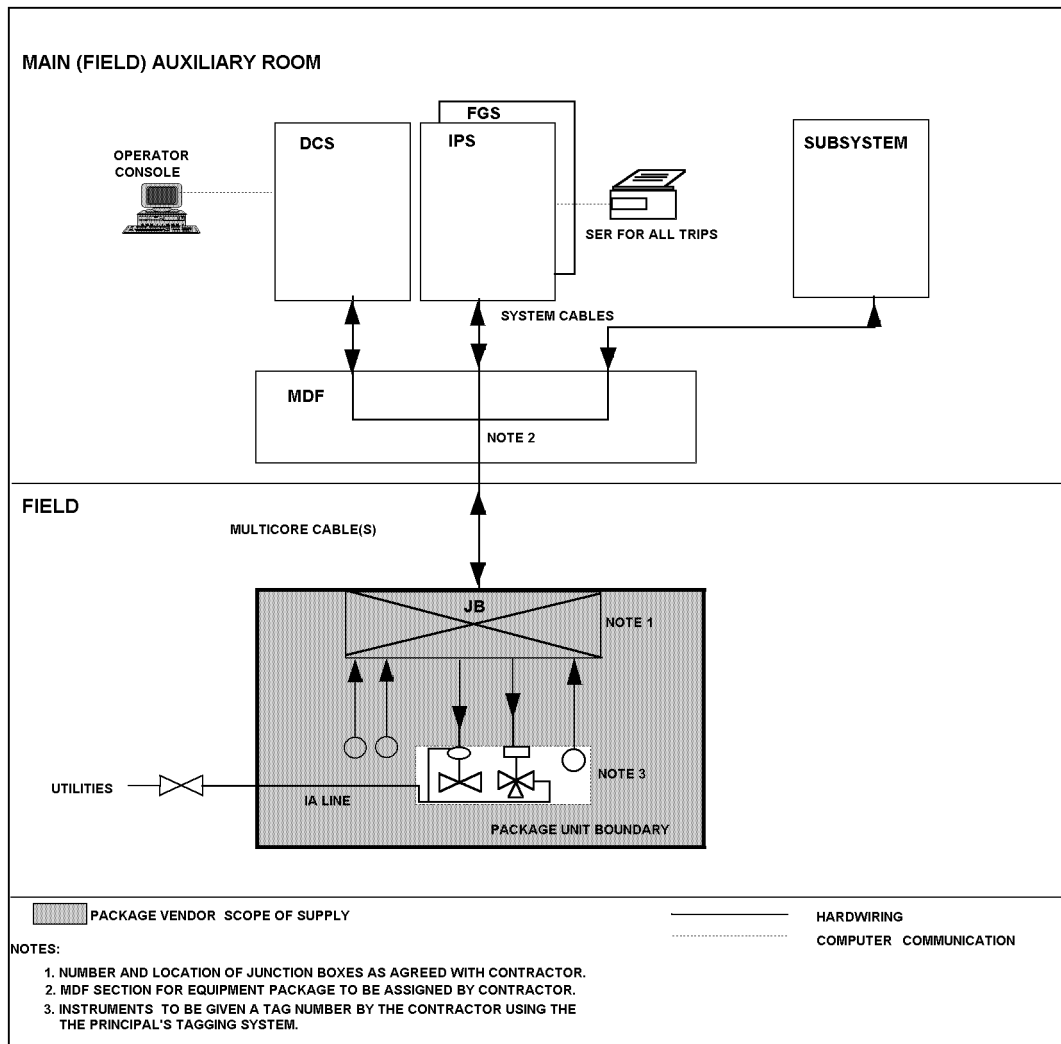 MAIN (FIELD) AUXILIARY ROOM
FGS
DCS
IPS
SUBSYSTEM
OPERATOR
CONSOLE
SER FOR ALL TRIPS
SYSTEM CABLES
MDF
NOTE 2
FIELD
MULTICORE CABLE(S)
JB
NOTE 1
NOTE 3
UTILITIES
IA LINE
PACKAGE UNIT BOUNDARY
PACKAGE VENDOR SCOPE OF SUPPLY
HARDWIRING
COMPUTER COMMUNICATION
NOTES:
1. NUMBER AND LOCATION OF JUNCTION BOXES AS AGREED WITH CONTRACTOR.
2. MDF SECTION FOR EQUIPMENT PACKAGE TO BE ASSIGNED BY CONTRACTOR.
3. INSTRUMENTS TO BE GIVEN A TAG NUMBER BY THE CONTRACTOR USING THE
THE PRINCIPAL'S TAGGING SYSTEM.